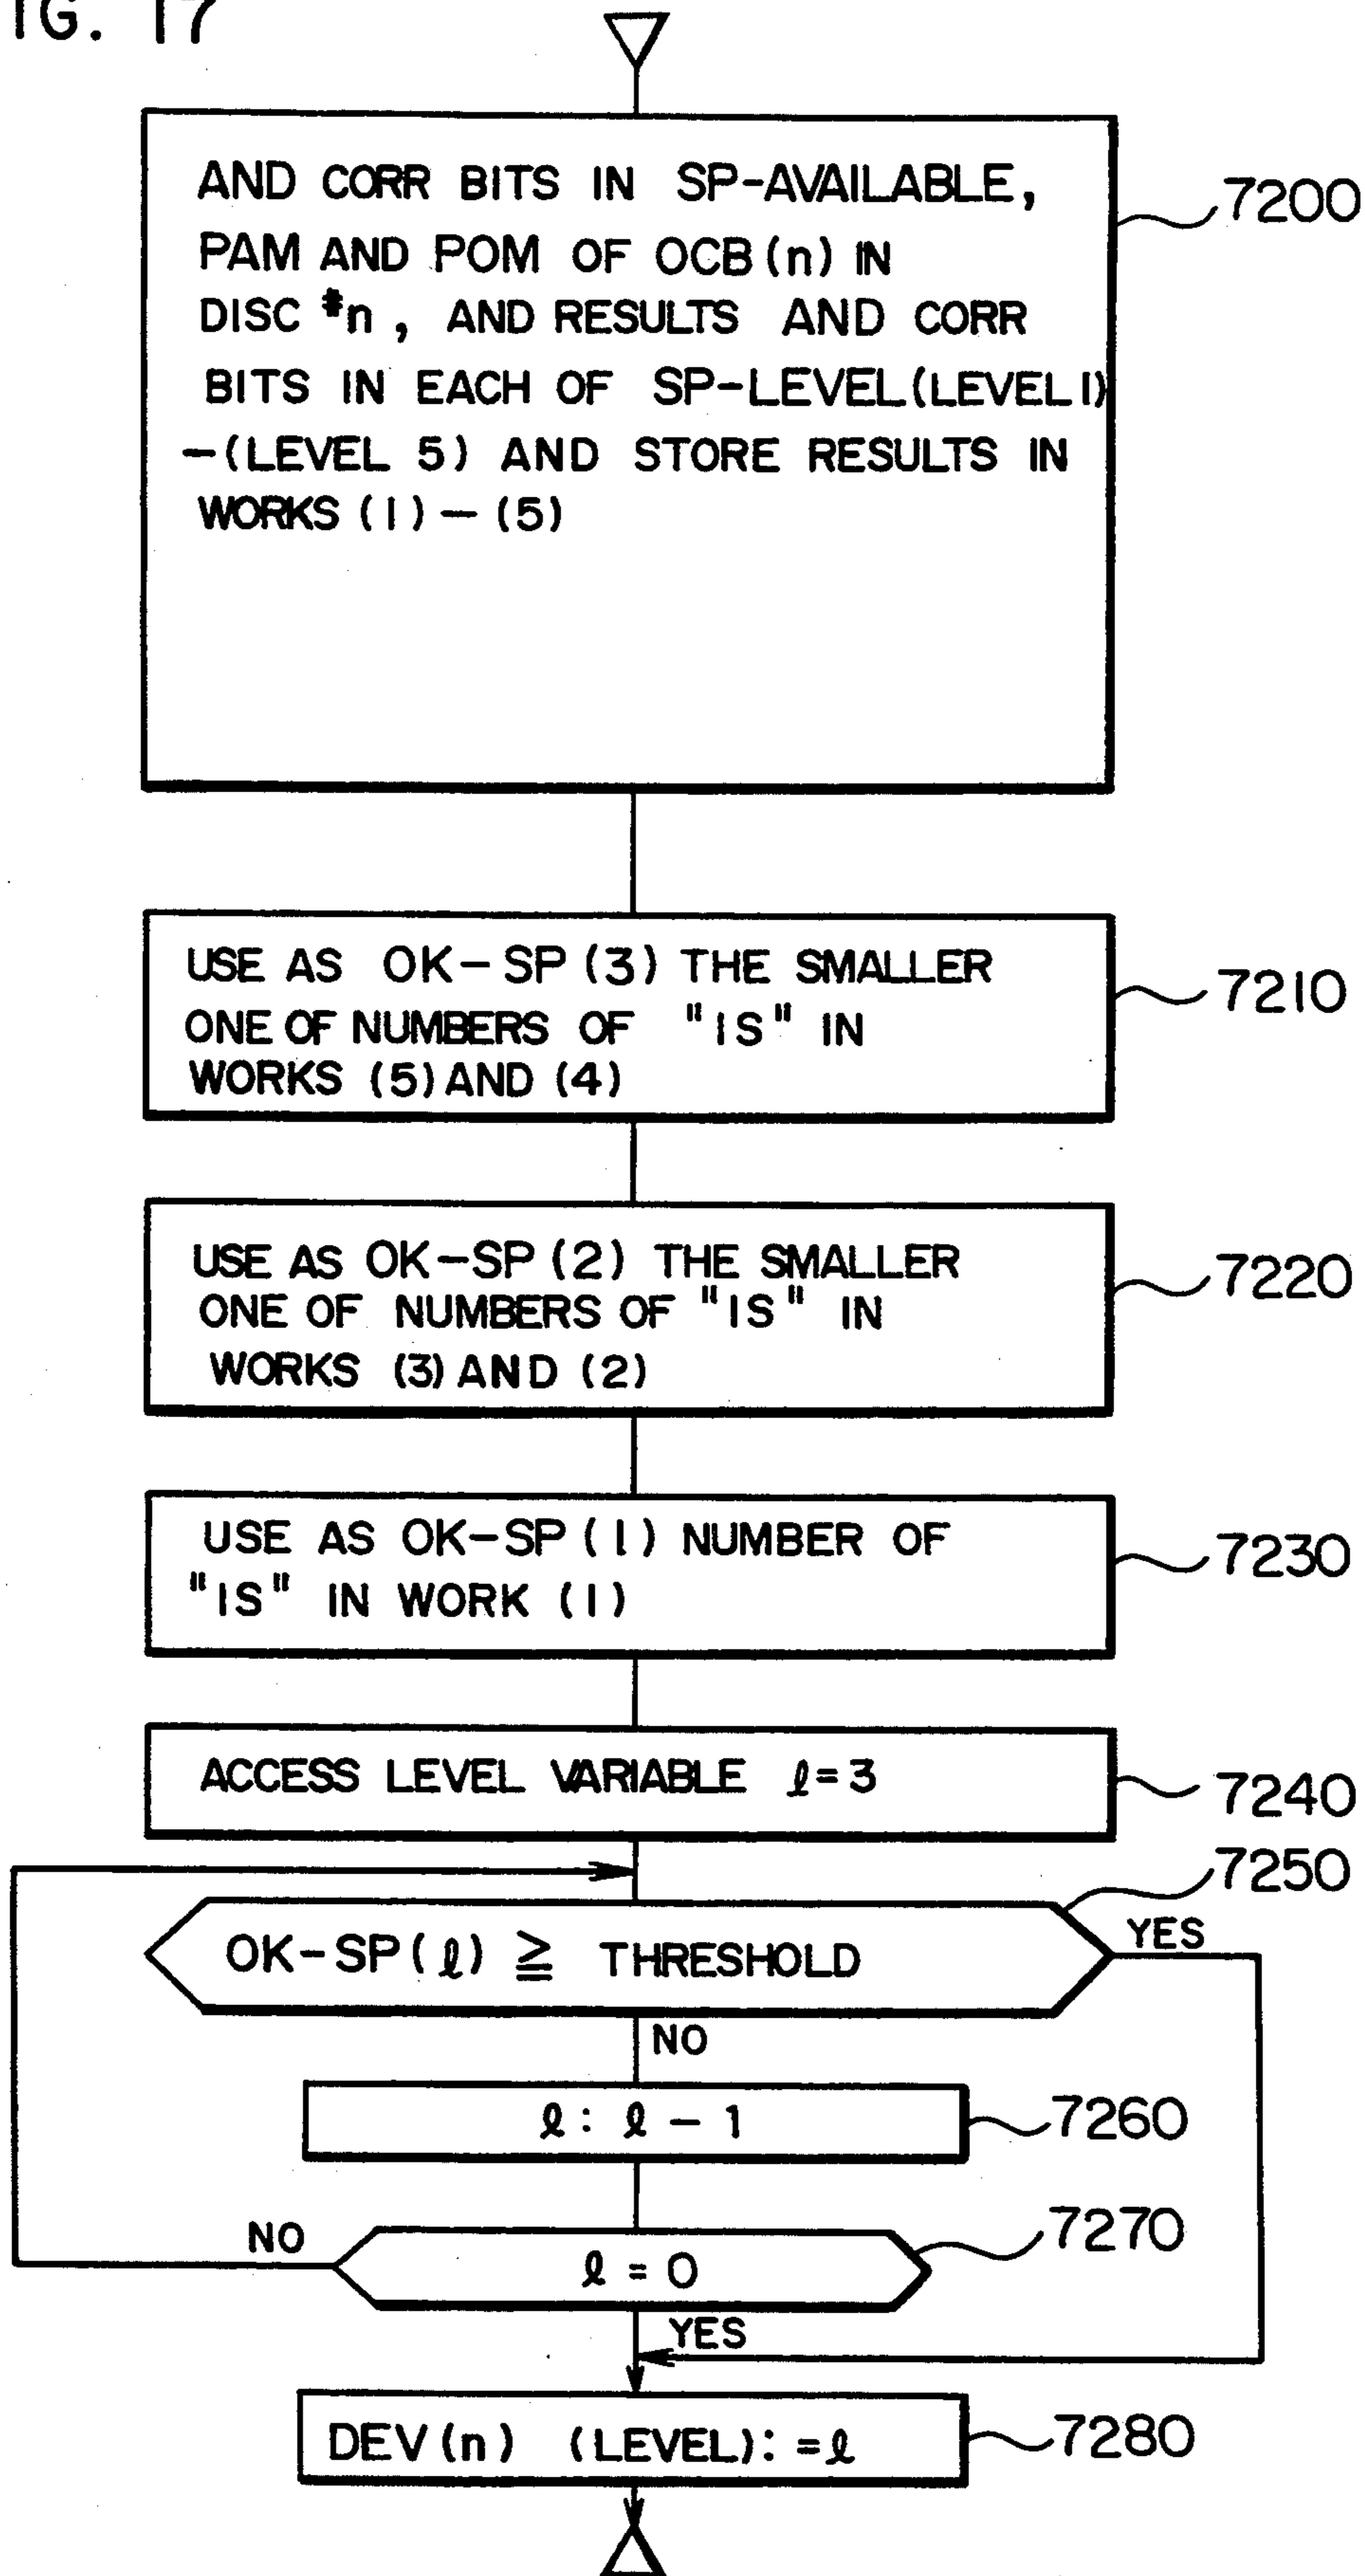 IG. 17
AND CORR BITS IN SP-AVAILABLE,
PAM AND POM OF OCB(n) IN
DISC #n, AND RESULTS AND CORR
BITS IN EACH OF SP-LEVEL(LEVEL 1)
-(LEVEL 5) AND STORE RESULTS IN
WORKS (1) - (5)
7200
USE AS OK-SP (3) THE SMALLER
ONE OF NUMBERS OF "1S" IN
WORKS (5) AND (4)
7210
USE AS OK-SP (2) THE SMALLER
ONE OF NUMBERS OF "1S" IN
WORKS (3) AND (2)
7220
USE AS OK-SP (1) NUMBER OF
"1S" IN WORK (1)
7230
ACCESS LEVEL VARIABLE ℓ=3
7240
7250
OK-SP(ℓ) ≧ THRESHOLD
YES
NO
ℓ: ℓ - 1
7260
NO
7270
ℓ = 0
YES
DEV(n) (LEVEL): =ℓ
7280